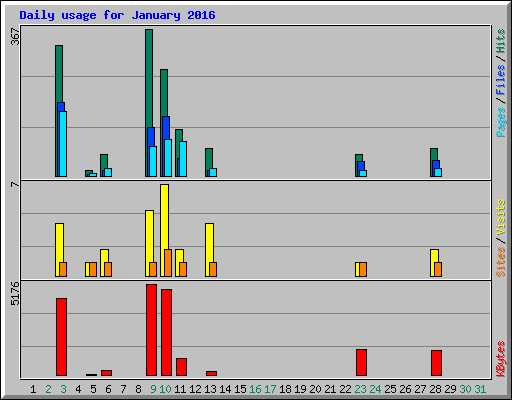 Daily usage for January 2016
367
Pages / Files / Hits
7
Sites / Visits
5176
KBytes
1 2 3 4 5 6 7 8 9 10 11 12 13 14 15 16 17 18 19 20 21 22 23 24 25 26 27 28 29 30 31